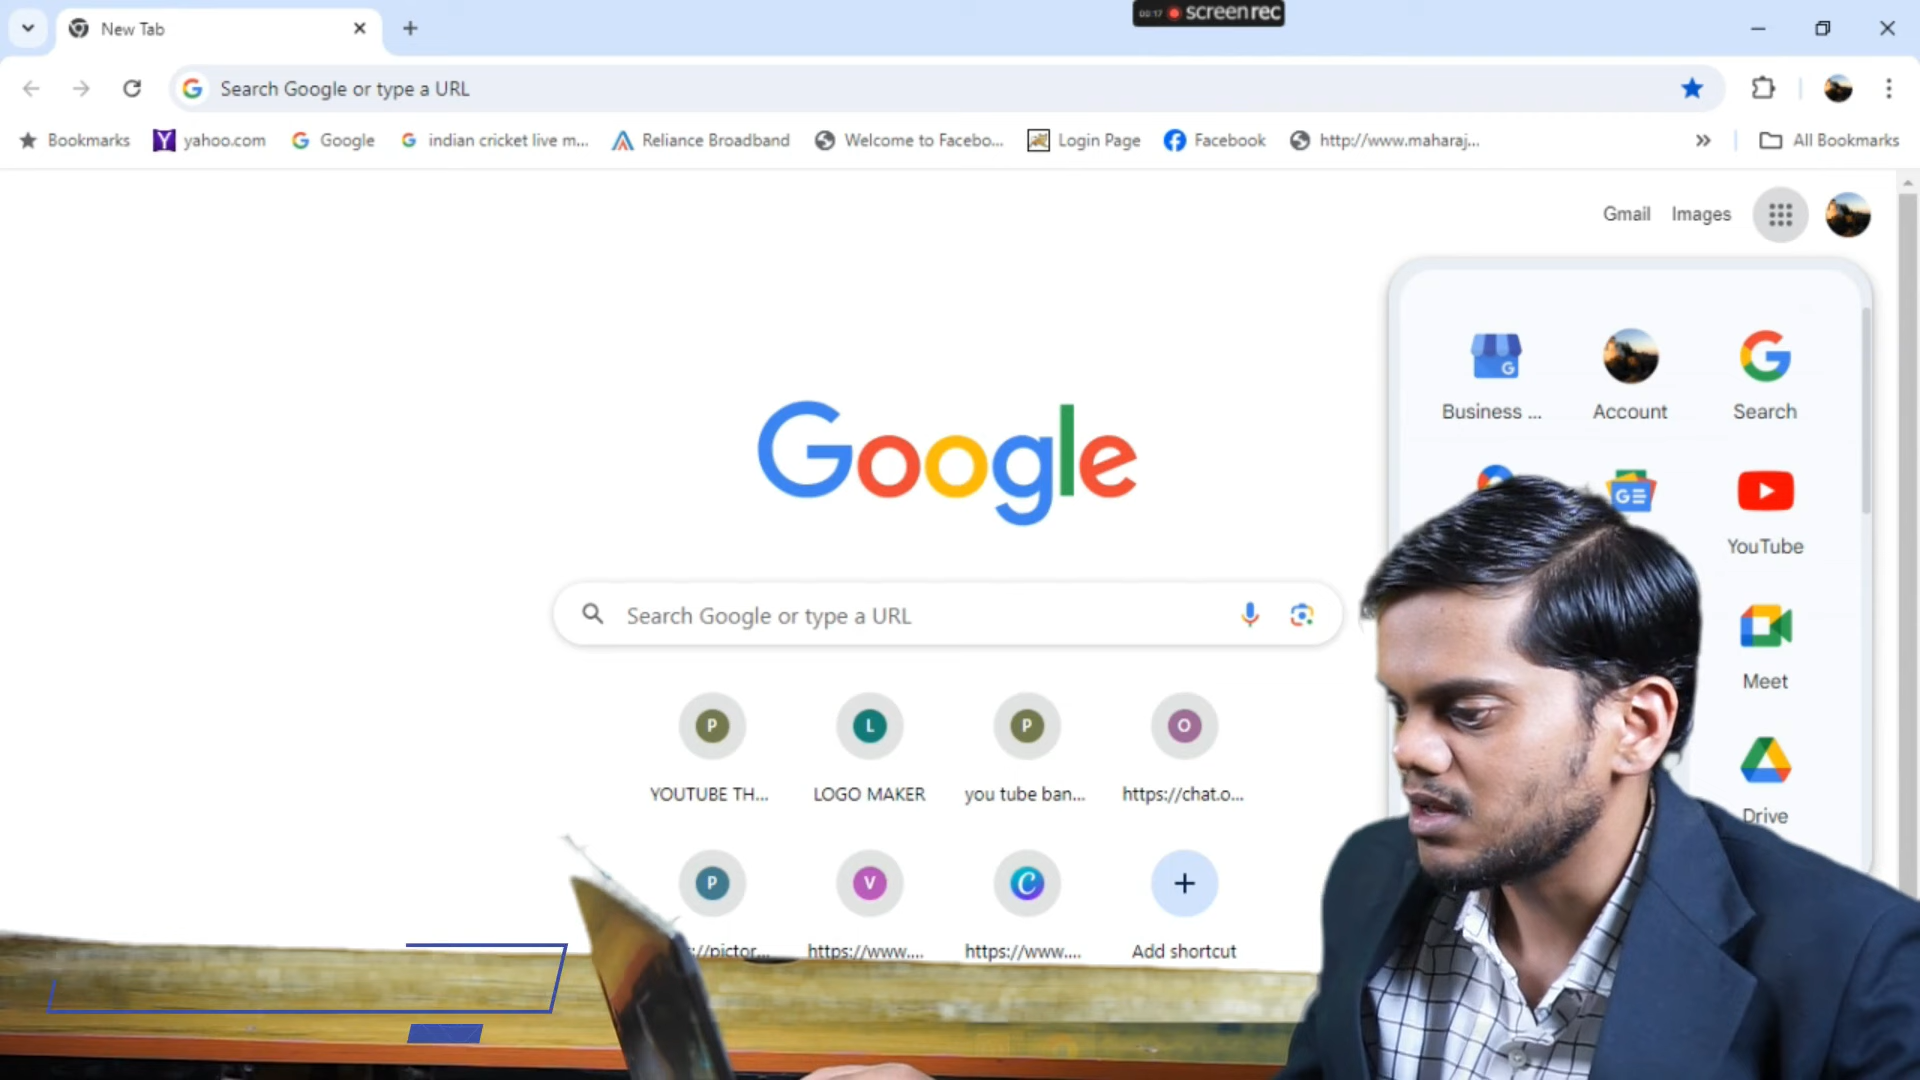 00:17 screenrec
New Tab
Search Google or type a URL
Bookmarks yahoo.com Google indian cricket live m... Reliance Broadband Welcome to Facebo... Login Page Facebook http://www.maharaj... All Bookmarks
Gmail Images
Business ... Account Search
Google
YouTube
Search Google or type a URL
Meet
P L P O
YOUTUBE TH... LOGO MAKER you tube ban... https://chat.o...
Drive
P V
://pictor... https://www.... https://www.... Add shortcut